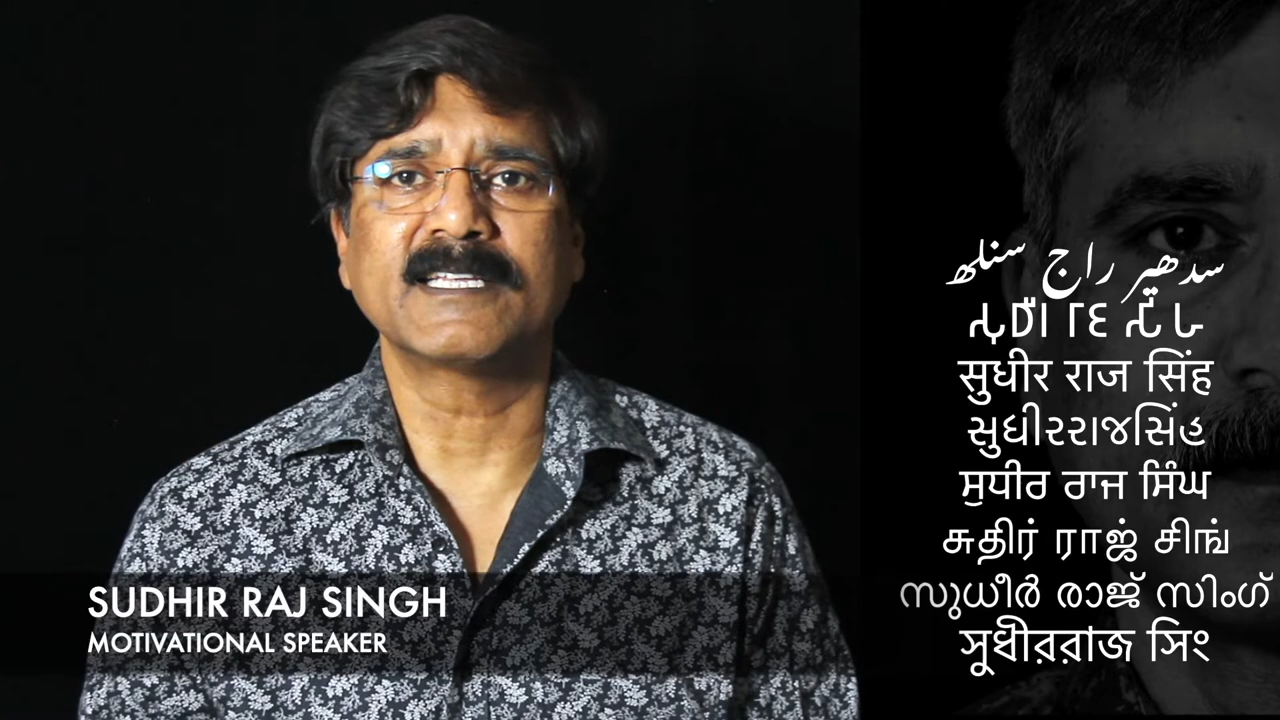 SUDHIR RAJ SINGH
MOTIVATIONAL SPEAKER
سدھیر راج سنلھ
सुधीर राज सिंह
સુધીરરાજસિંહ
ਸੁਧੀਰ ਰਾਜ ਸਿੰਘ
சுதிர் ராஜ் சிங்
സുധീർ രാജ് സിംഗ്
সুধীররাজ সিং